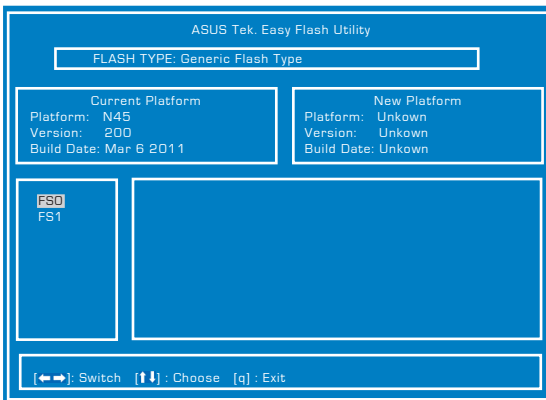 ASUS Tek. Easy Flash Utility
FLASH TYPE: Generic Flash Type
Current Platform
Platform: N45
Version: 200
Build Date: Mar 6 2011
New Platform
Platform: Unkown
Version: Unkown
Build Date: Unkown
FS0
FS1
[←→]: Switch [↑↓] : Choose [q] : Exit